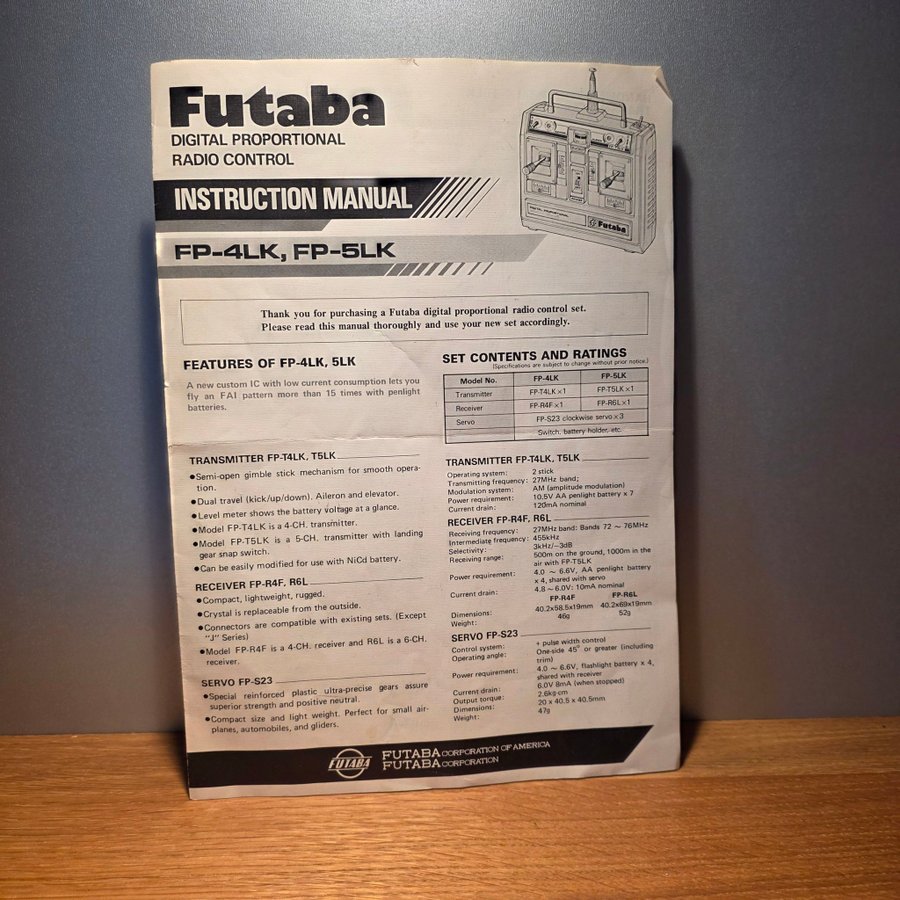 Futaba
DIGITAL PROPORTIONAL
RADIO CONTROL
INSTRUCTION MANUAL
FP-4LK, FP-5LK
Futaba
Thank you for purchasing a Futaba digital proportional radio control set.
Please read this manual thoroughly and use your new set accordingly.
FEATURES OF FP-4LK, 5LK
A new custom IC with low current consumption lets you
fly an FAI pattern more than 15 times with penlight
batteries.
TRANSMITTER FP-T4LK, T5LK
●Semi-open gimble stick mechanism for smooth opera-
tion.
●Dual travel (kick/up/down). Aileron and elevator.
●Level meter shows the battery voltage at a glance.
●Model FP-T4LK is a 4-CH. transmitter.
●Model FP-T5LK is a 5-CH. transmitter with landing
gear snap switch.
●Can be easily modified for use with NiCd battery.
RECEIVER FP-R4F, R6L
●Compact, lightweight, rugged.
●Crystal is replaceable from the outside.
●Connectors are compatible with existing sets. (Except
"J" Series)
●Model FP-R4F is a 4-CH. receiver and R6L is a 6-CH.
receiver.
SERVO FP-S23
●Special reinforced plastic ultra-precise gears assure
superior strength and positive neutral.
●Compact size and light weight. Perfect for small air-
planes, automobiles, and gliders.
SET CONTENTS AND RATINGS
(Specifications are subject to change without prior notice.)
Model No. FP-4LK FP-5LK
Transmitter FP-T4LK x 1 FP-T5LK x 1
Receiver FP-R4F x 1 FP-R6L x 1
Servo FP-S23 clockwise servo x 3
Switch, battery holder, etc.
TRANSMITTER FP-T4LK, T5LK
Operating system: 2 stick
Transmitting frequency: 27MHz band;
Modulation system: AM (amplitude modulation)
Power requirement: 10.5V AA penlight battery x 7
Current drain: 120mA nominal
RECEIVER FP-R4F, R6L
Receiving frequency: 27MHz band: Bands 72 ~ 76MHz
Intermediate frequency: 455kHz
Selectivity: 3kHz/-3dB
Receiving range: 500m on the ground, 1000m in the
air with FP-T5LK
Power requirement: 4.0 ~ 6.6V, AA penlight battery
x 4, shared with servo
Current drain: 4.8 ~ 6.0V: 10mA nominal
FP-R4F FP-R6L
Dimensions: 40.2x58.5x19mm 40.2x69x19mm
Weight: 46g 52g
SERVO FP-S23
Control system: + pulse width control
Operating angle: One-side 45° or greater (including
trim)
Power requirement: 4.0 ~ 6.6V, flashlight battery x 4,
shared with receiver
Current drain: 6.0V 8mA (when stopped)
Output torque: 2.6kg·cm
Dimensions: 20 x 40.5 x 40.5mm
Weight: 47g
FUTABA
FUTABA CORPORATION OF AMERICA
FUTABA CORPORATION